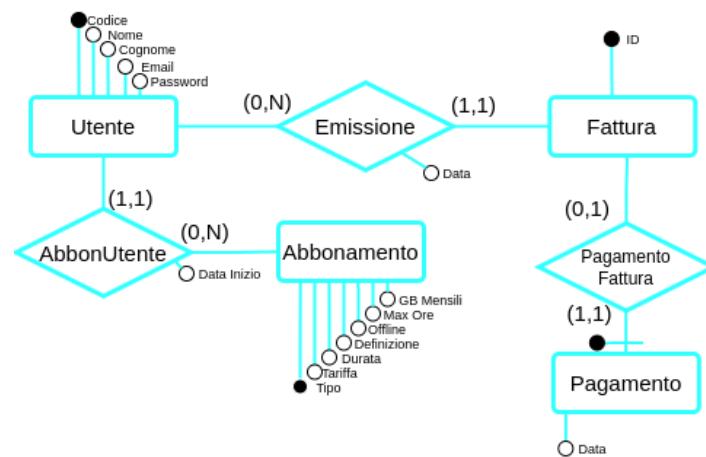 Codice
Nome
Cognome
Email
Password
ID
Utente
(0,N)
Emissione
(1,1)
Fattura
Data
(1,1)
(0,N)
(0,1)
AbbonUtente
Abbonamento
Pagamento
Fattura
Data Inizio
GB Mensili
Max Ore
Offline
Definizione
Durata
Tariffa
Tipo
(1,1)
Pagamento
Data